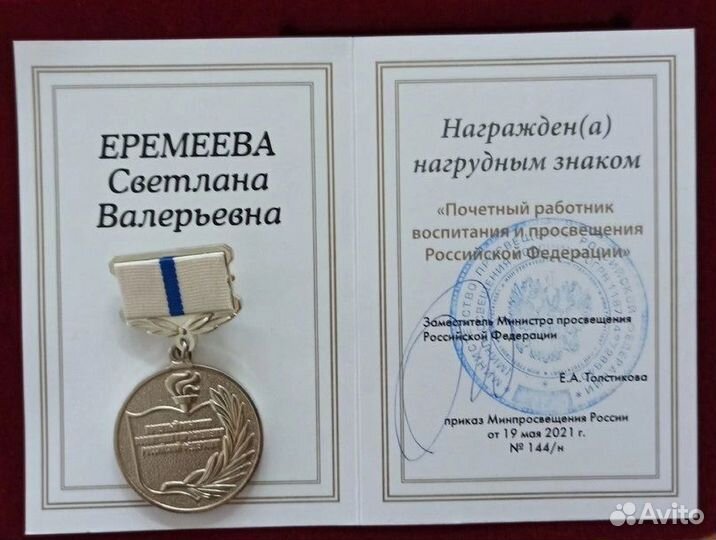 ЕРЕМЕЕВА
Светлана
Валерьевна
Награжден(а)
нагрудным знаком
«Почетный работник
воспитания и просвещения
Российской Федерации»
Заместитель Министра просвещения
Российской Федерации
Е.А. Толстикова
приказ Минпросвещения России
от 19 мая 2021 г.
№ 144/н
Avito